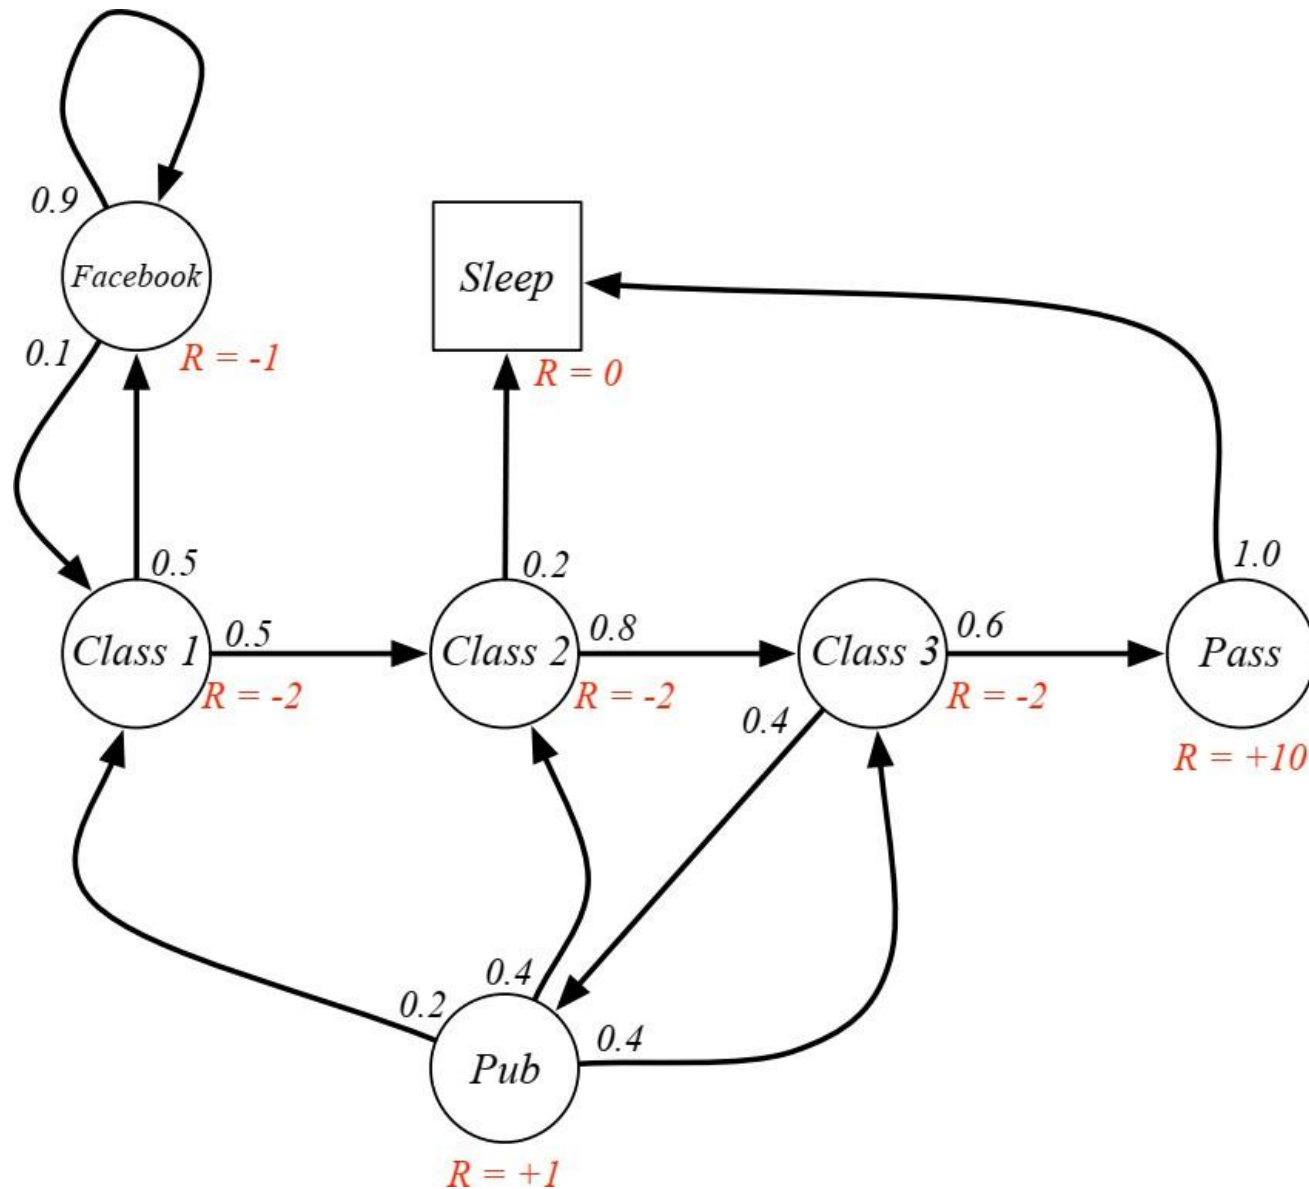 0.9
Facebook
Sleep
0.1
R = -1
R = 0
0.5
0.2
1.0
Class 1
0.5
Class 2
0.8
Class 3
0.6
Pass
R = -2
R = -2
R = -2
0.4
R = +10
0.4
0.2
0.4
Pub
R = +1